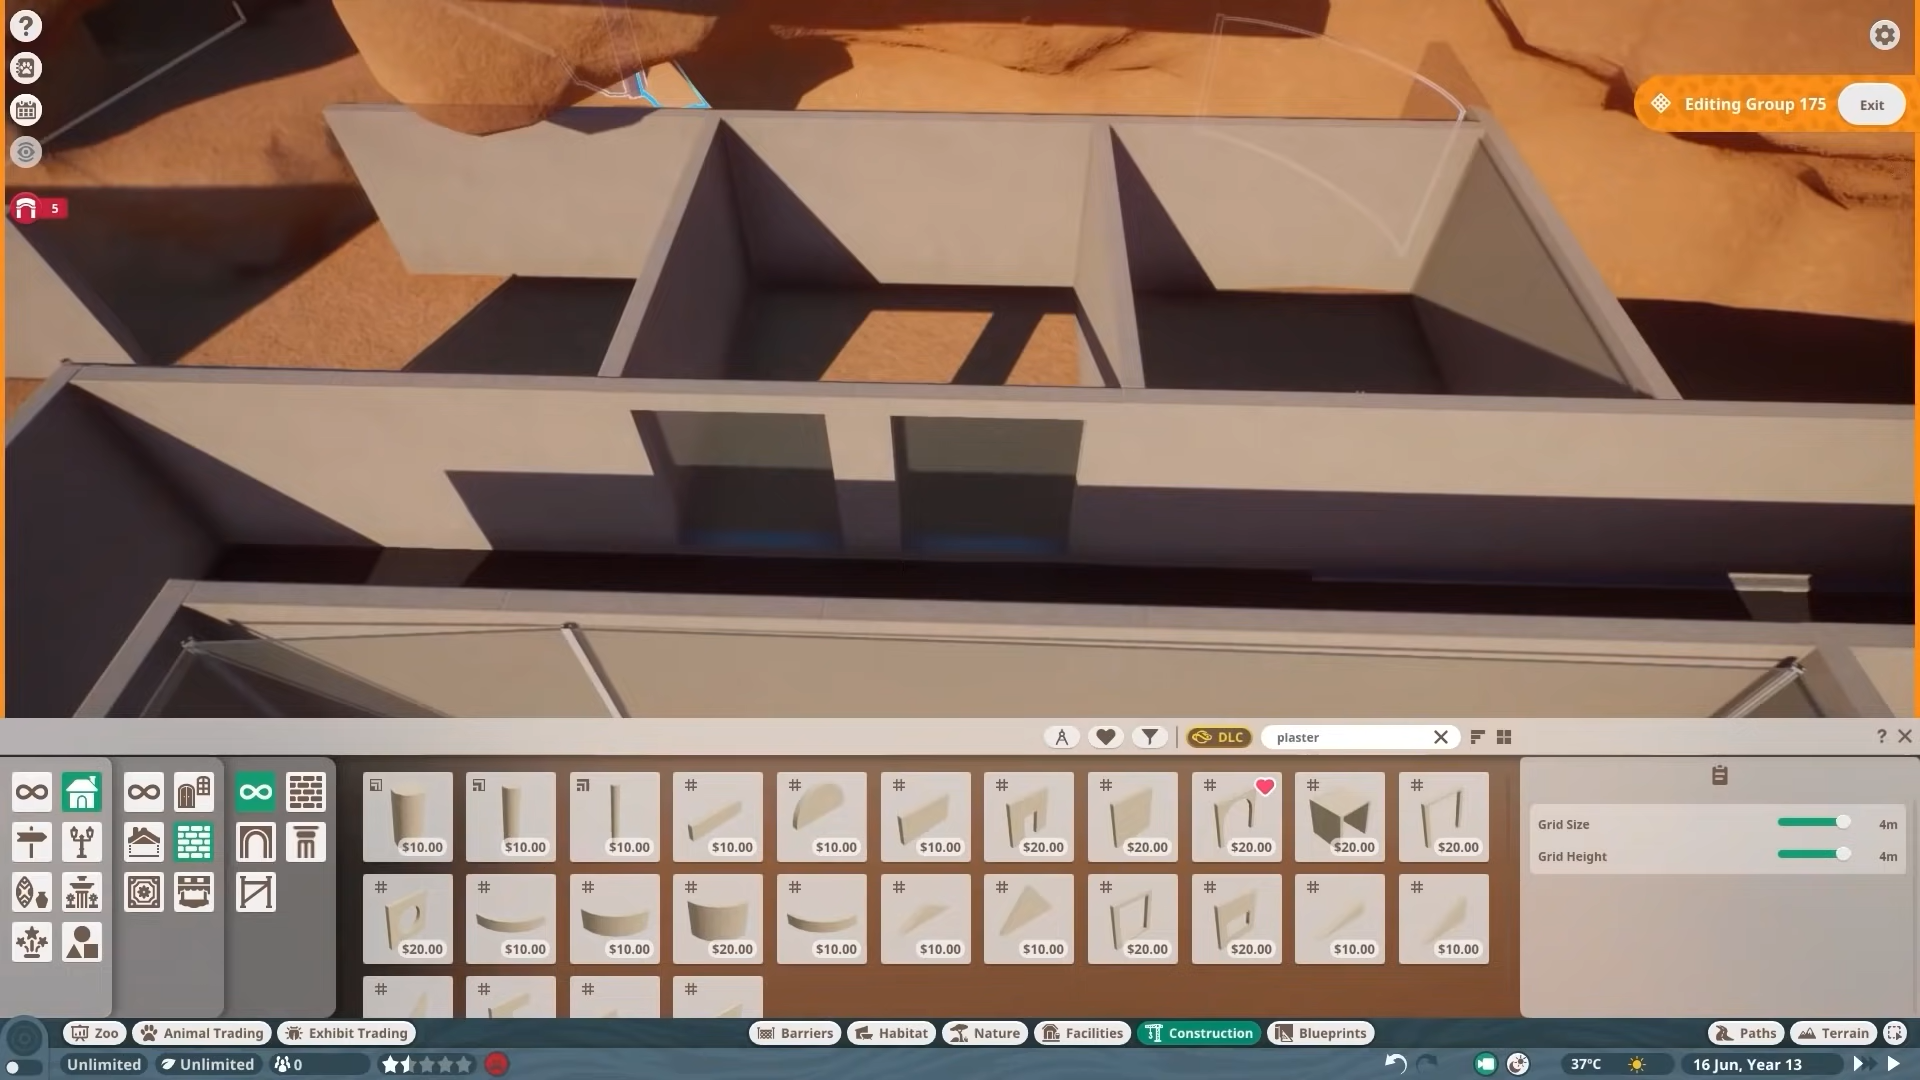 ?
Editing Group 175
Exit
5
DLC
plaster
?
$10.00
$10.00
$10.00
$10.00
$10.00
$10.00
$20.00
$20.00
$20.00
$20.00
$20.00
Grid Size
4m
Grid Height
4m
$20.00
$10.00
$10.00
$20.00
$10.00
$10.00
$10.00
$20.00
$20.00
$10.00
$10.00
Zoo
Animal Trading
Exhibit Trading
Barriers
Habitat
Nature
Facilities
Construction
Blueprints
Paths
Terrain
Unlimited
Unlimited
0
37°C
16 Jun, Year 13